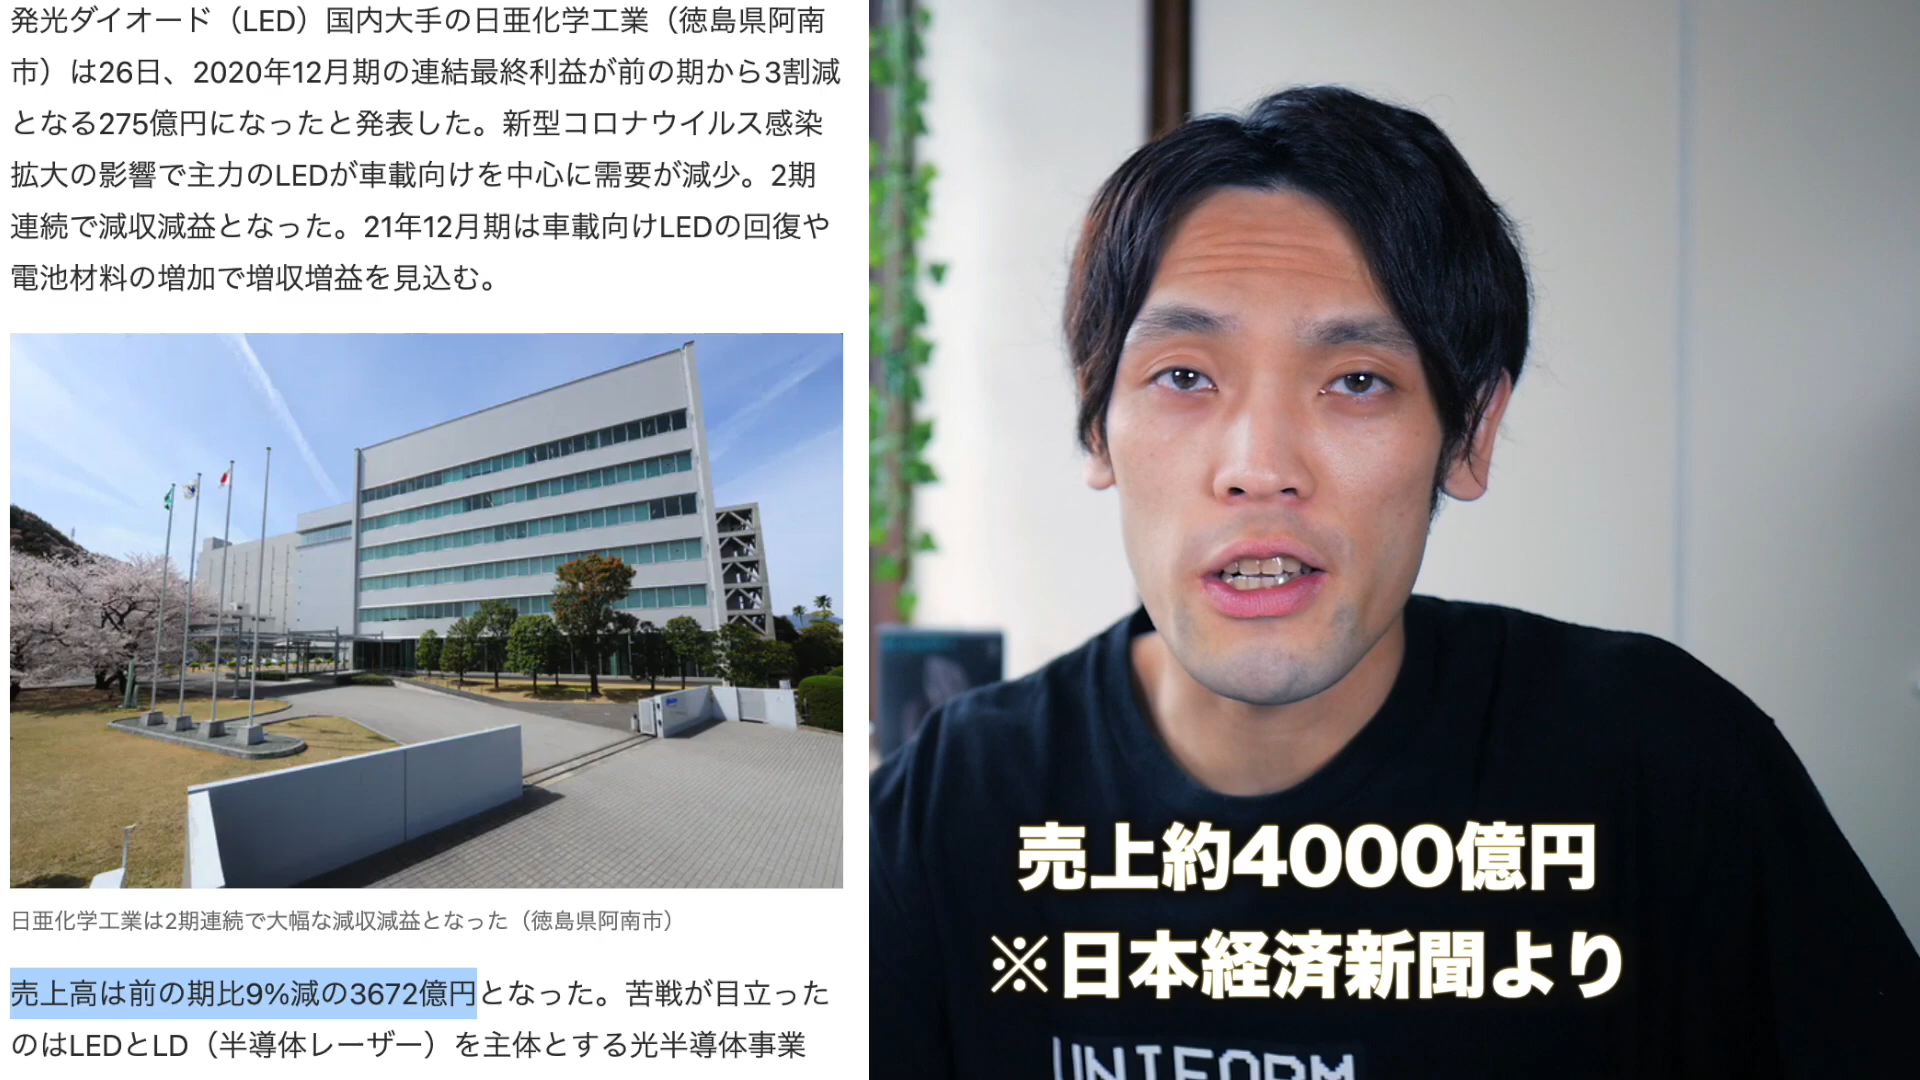 発光ダイオード（LED）国内大手の日亜化学工業（徳島県阿南
市）は26日、2020年12月期の連結最終利益が前の期から3割減
となる275億円になったと発表した。新型コロナウイルス感染
拡大の影響で主力のLEDが車載向けを中心に需要が減少。2期
連続で減収減益となった。21年12月期は車載向けLEDの回復や
電池材料の増加で増収増益を見込む。
日亜化学工業は2期連続で大幅な減収減益となった（徳島県阿南市）
売上高は前の期比9%減の3672億円となった。苦戦が目立った
のはLEDとLD（半導体レーザー）を主体とする光半導体事業
売上約4000億円
※日本経済新聞より
UNIFORM